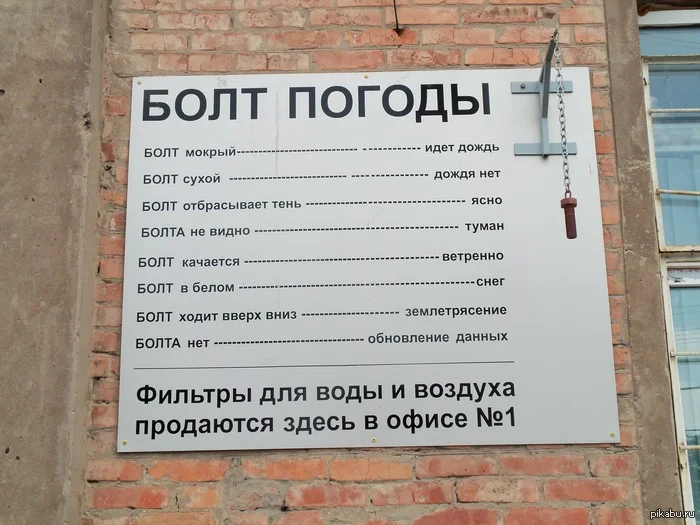 БОЛТ ПОГОДЫ
БОЛТ мокрый------------------------------ ------------ идет дождь
БОЛТ сухой ----------------------------- ------------------- дождя нет
БОЛТ отбрасывает тень ---------------------------------------- ясно
БОЛТА не видно --------------------------------------------------- туман
БОЛТ качается ------------------------------------------------- ветренно
БОЛТ в белом ------------------------------------------------------------ снег
БОЛТ ходит вверх вниз ------------------------ землетрясение
БОЛТА нет ------------------------------------- обновление данных
Фильтры для воды и воздуха
продаются здесь в офисе №1
pikabu.ru